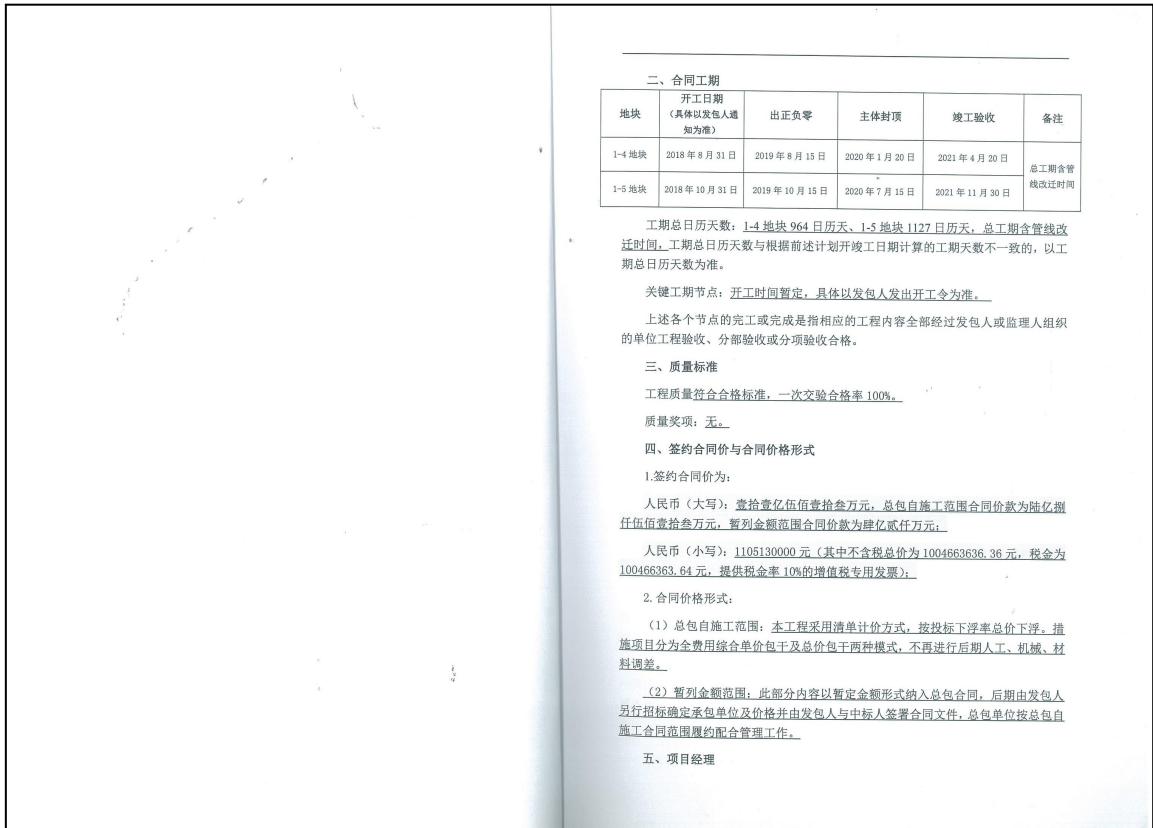 二、合同工期
地块 开工日期（具体以发包人通知为准） 出正负零 主体封顶 竣工验收 备注
1-4 地块 2018 年 8 月 31 日 2019 年 8 月 15 日 2020 年 1 月 20 日 2021 年 4 月 20 日 总工期含管线改迁时间
1-5 地块 2018 年 10 月 31 日 2019 年 10 月 15 日 2020 年 7 月 15 日 2021 年 11 月 30 日
工期总日历天数：1-4 地块 964 日历天、1-5 地块 1127 日历天，总工期含管线改
迁时间，工期总日历天数与根据前述计划开竣工日期计算的工期天数不一致的，以工
期总日历天数为准。
关键工期节点：开工时间暂定，具体以发包人发出开工令为准。
上述各个节点的完工或完成是指相应的工程内容全部经过发包人或监理人组织
的单位工程验收、分部验收或分项验收合格。
三、质量标准
工程质量符合合格标准，一次交验合格率 100%。
质量奖项：无。
四、签约合同价与合同价格形式
1.签约合同价为：
人民币（大写）：壹拾壹亿伍佰壹拾叁万元，总包自施工范围合同价款为陆亿捌
仟伍佰壹拾叁万元，暂列金额范围合同价款为肆亿贰仟万元；
人民币（小写）：1105130000 元（其中不含税总价为 1004663636.36 元，税金为
100466363.64 元，提供税金率 10%的增值税专用发票）；
2. 合同价格形式：
（1）总包自施工范围：本工程采用清单计价方式，按投标下浮率总价下浮。措
施项目分为全费用综合单价包干及总价包干两种模式，不再进行后期人工、机械、材
料调差。
（2）暂列金额范围：此部分内容以暂定金额形式纳入总包合同，后期由发包人
另行招标确定承包单位及价格并由发包人与中标人签署合同文件，总包单位按总包自
施工合同范围履约配合管理工作。
五、项目经理